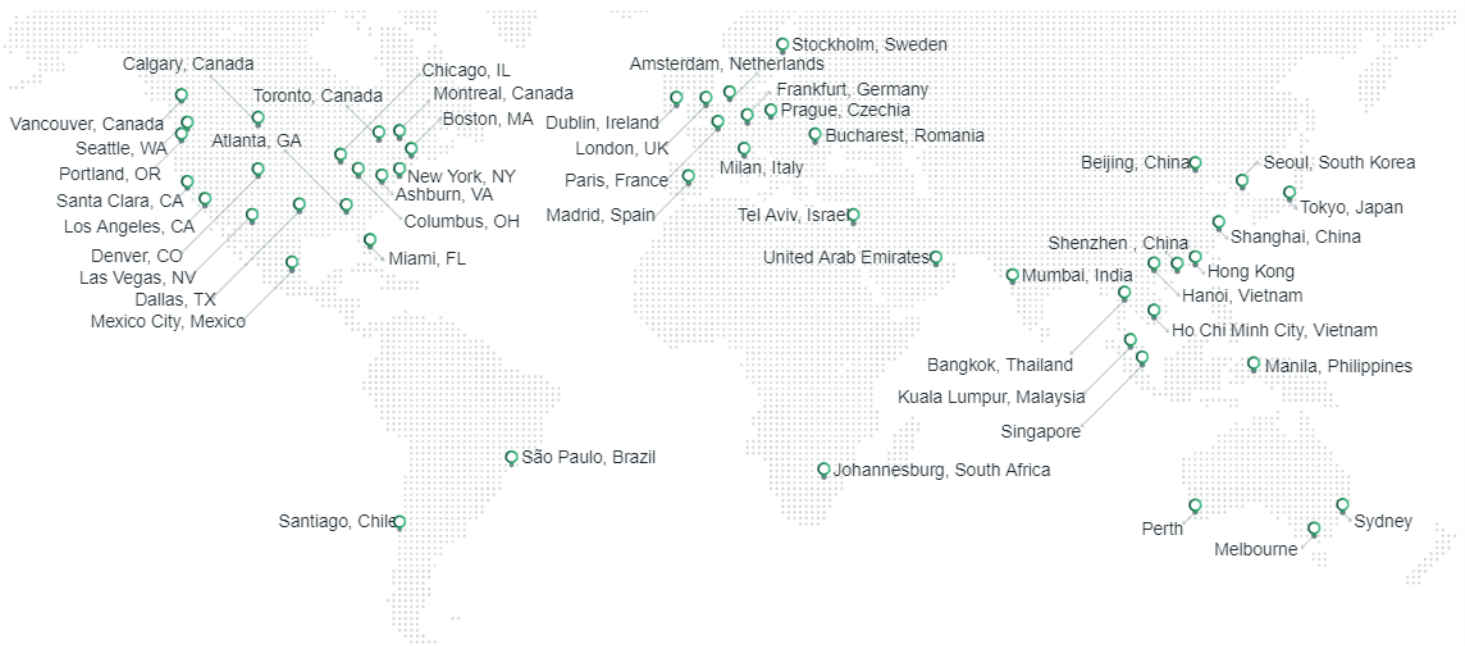 Stockholm, Sweden
Calgary, Canada
Amsterdam, Netherlands
Chicago, IL
Frankfurt, Germany
Toronto, Canada
Montreal, Canada
Prague, Czechia
Boston, MA
Vancouver, Canada
Dublin, Ireland
Bucharest, Romania
Atlanta, GA
Seattle, WA
London, UK
Beijing, China
Seoul, South Korea
Milan, Italy
Portland, OR
New York, NY
Paris, France
Ashburn, VA
Santa Clara, CA
Tokyo, Japan
Madrid, Spain
Tel Aviv, Israel
Columbus, OH
Los Angeles, CA
Shanghai, China
Shenzhen , China
Denver, CO
Miami, FL
United Arab Emirates
Hong Kong
Las Vegas, NV
Mumbai, India
Hanoi, Vietnam
Dallas, TX
Mexico City, Mexico
Ho Chi Minh City, Vietnam
Bangkok, Thailand
Manila, Philippines
Kuala Lumpur, Malaysia
Singapore
São Paulo, Brazil
Johannesburg, South Africa
Santiago, Chile
Perth
Sydney
Melbourne